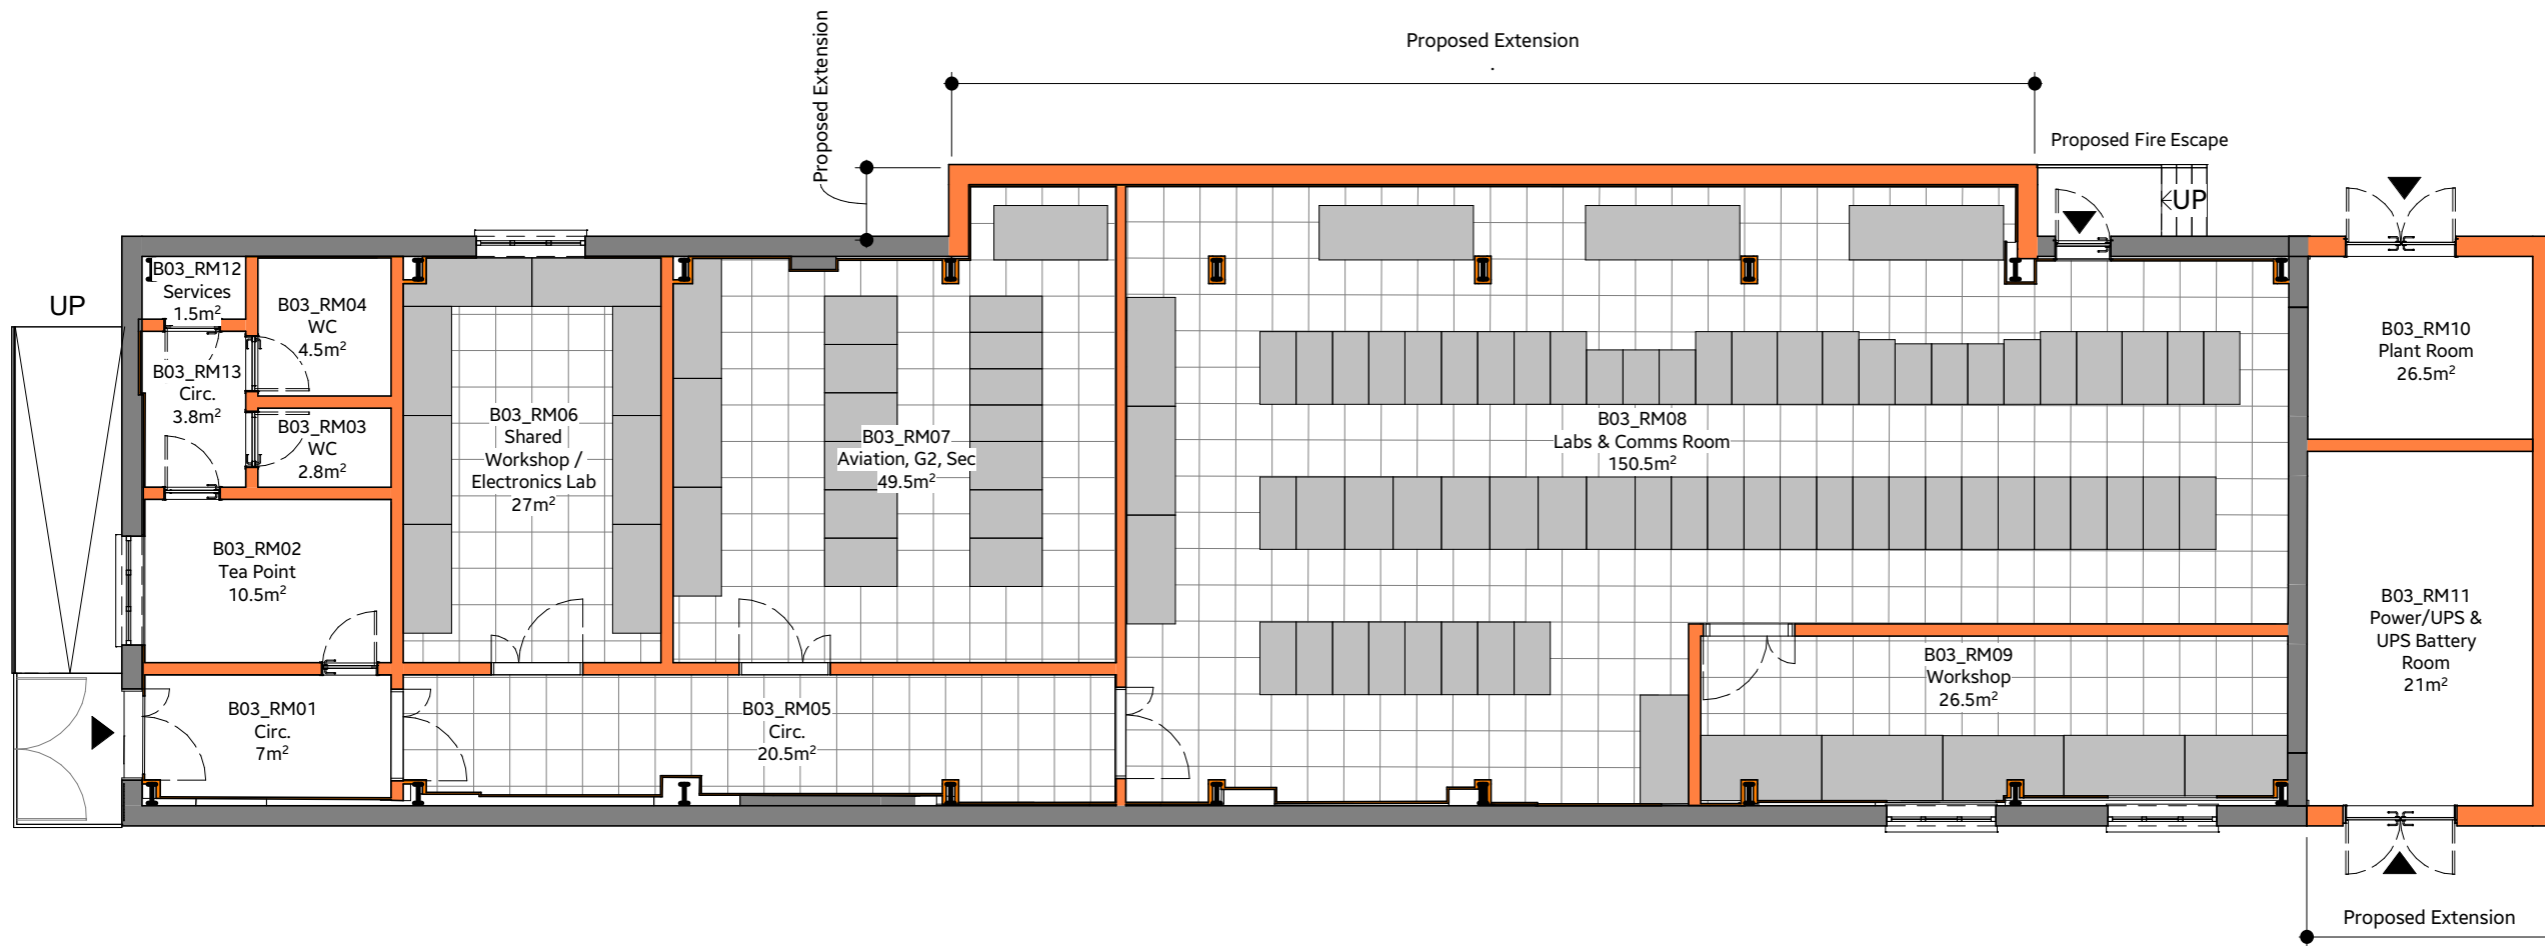 Proposed Extension
Proposed Extension
Proposed Fire Escape
UP
UP
B03_RM12
Services
1.5m²
B03_RM04
WC
4.5m²
B03_RM13
Circ.
3.8m²
B03_RM03
WC
2.8m²
B03_RM06
Shared
Workshop /
Electronics Lab
27m²
B03_RM07
Aviation, G2, Sec
49.5m²
B03_RM08
Labs & Comms Room
150.5m²
B03_RM10
Plant Room
26.5m²
B03_RM02
Tea Point
10.5m²
B03_RM11
Power/UPS &
UPS Battery
Room
21m²
B03_RM09
Workshop
26.5m²
B03_RM01
Circ.
7m²
B03_RM05
Circ.
20.5m²
Proposed Extension